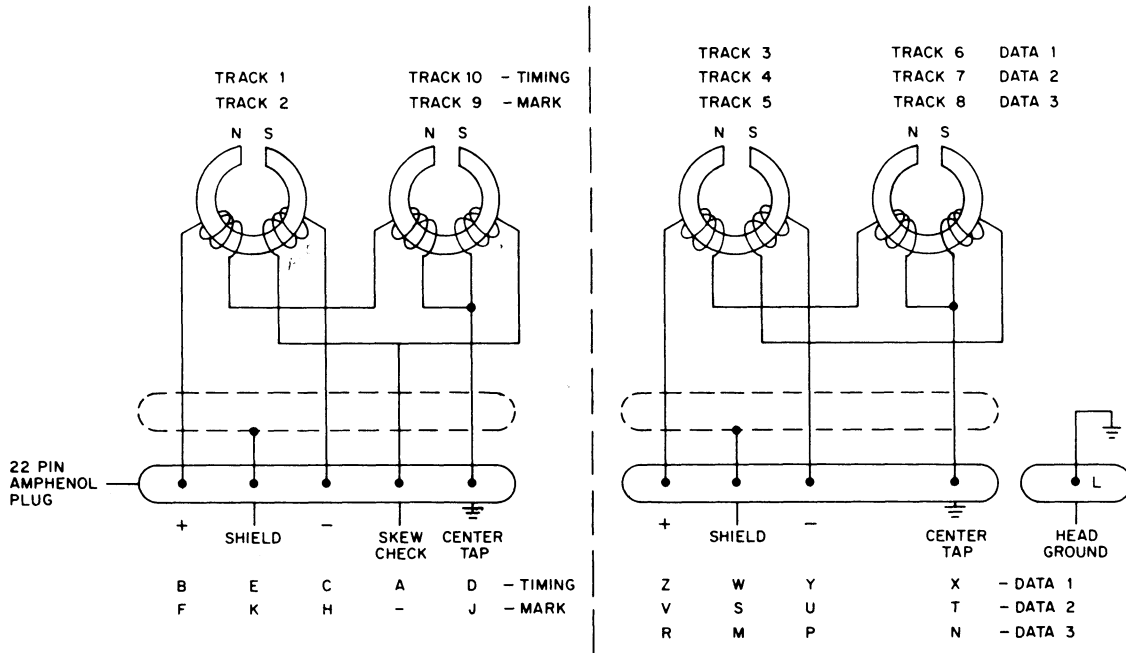 TRACK 1
TRACK 2
TRACK 10 – TIMING
TRACK 9 – MARK
N S
N S
22 PIN
AMPHENOL
PLUG
+
SHIELD
–
SKEW
CHECK
CENTER
TAP
B E C A D – TIMING
F K H – J – MARK
TRACK 3
TRACK 4
TRACK 5
TRACK 6 DATA 1
TRACK 7 DATA 2
TRACK 8 DATA 3
N S
N S
+
SHIELD
–
CENTER
TAP
L
HEAD
GROUND
Z W Y X – DATA 1
V S U T – DATA 2
R M P N – DATA 3